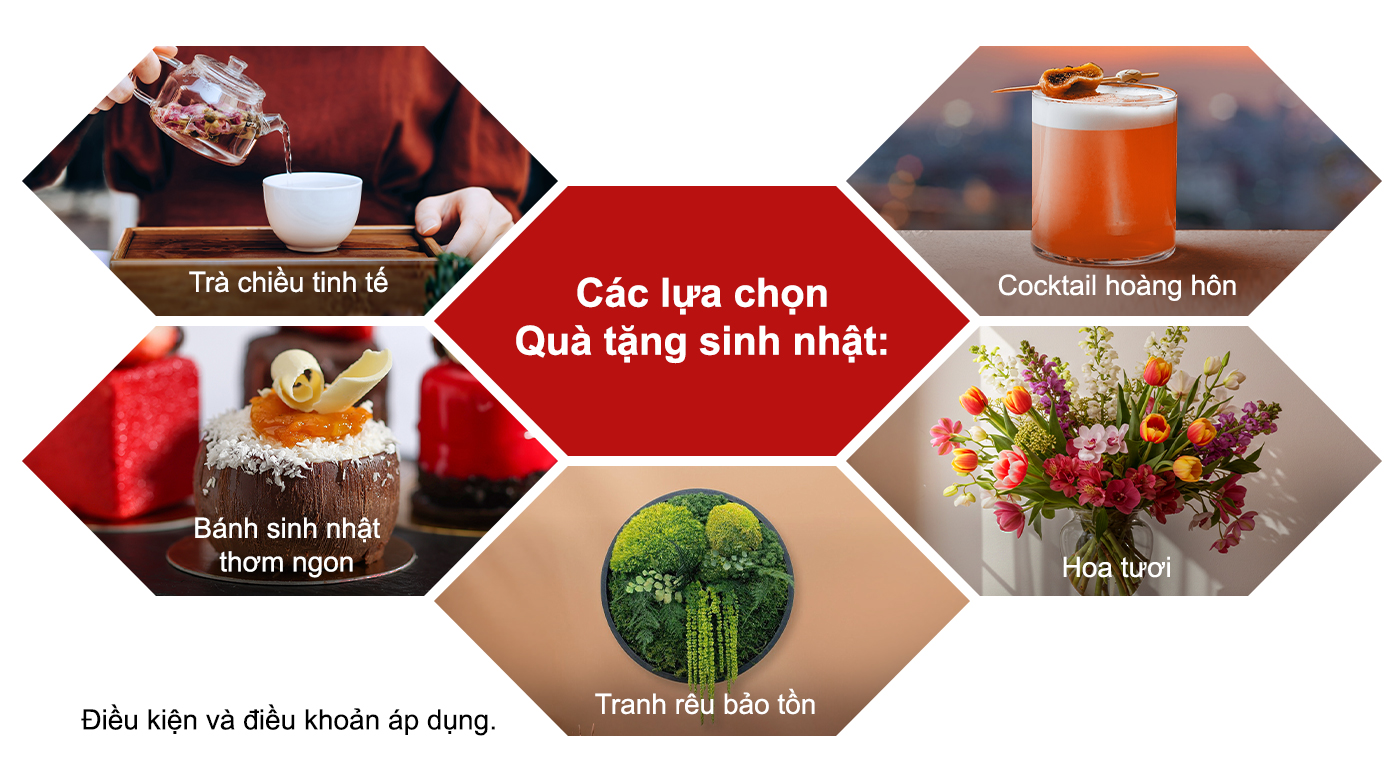 Trà chiều tinh tế
Cocktail hoàng hôn
Các lựa chọn
Quà tặng sinh nhật:
Bánh sinh nhật
thơm ngon
Hoa tươi
Tranh rêu bảo tồn
Điều kiện và điều khoản áp dụng.